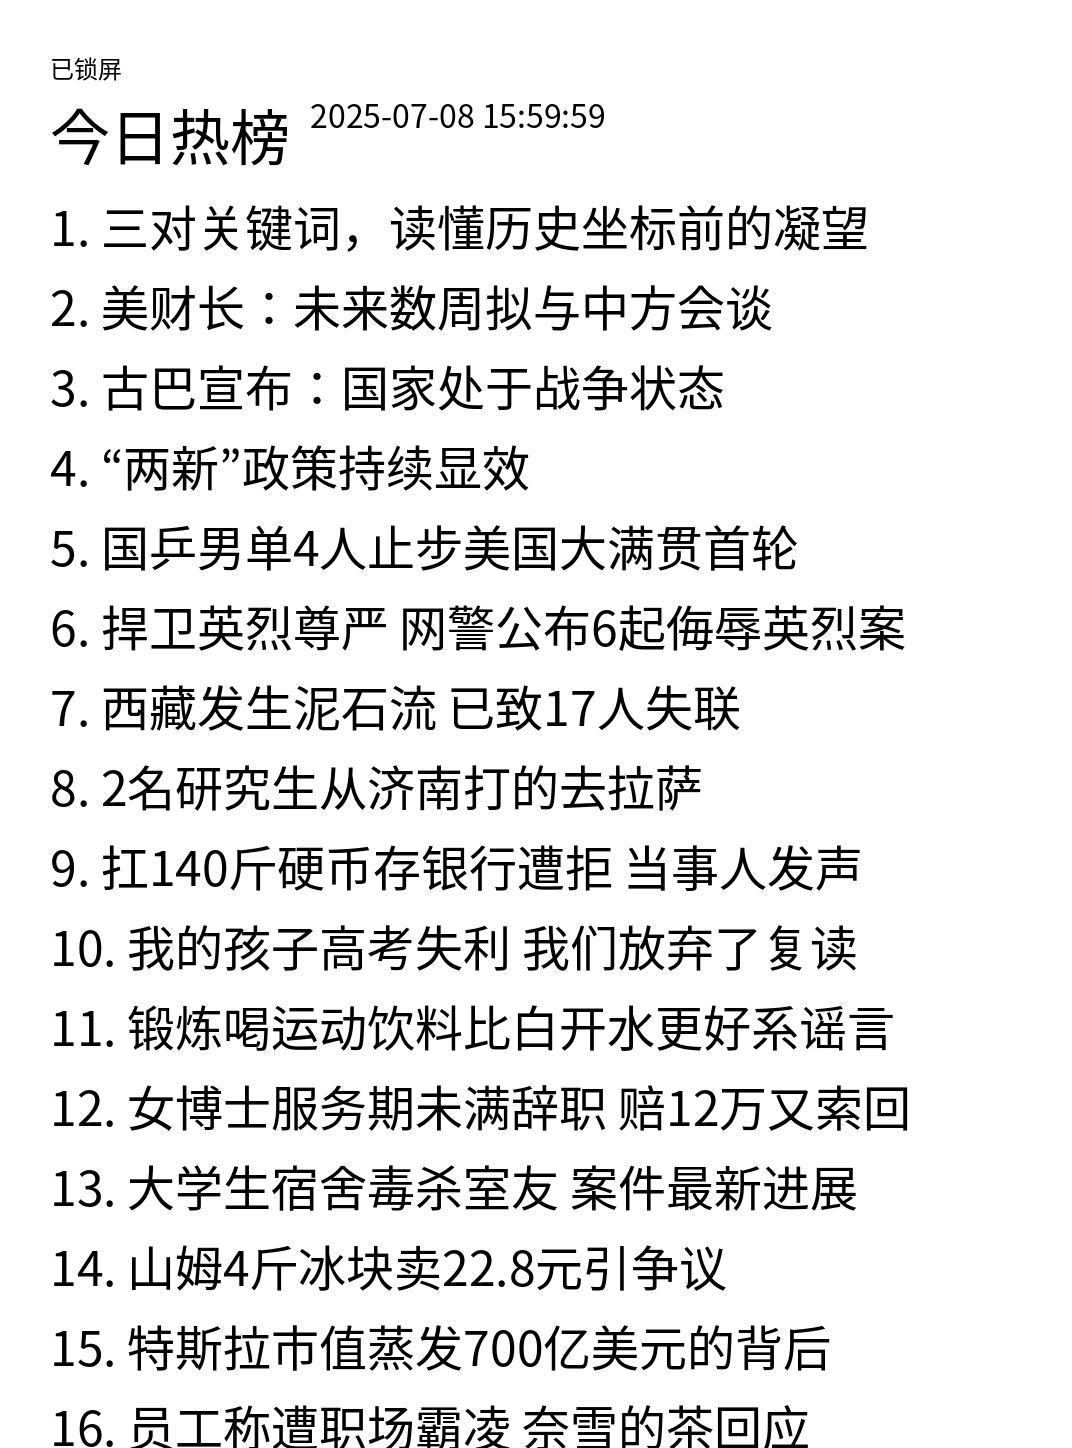 已锁屏
今日热榜 2025-07-08 15:59:59
1. 三对关键词，读懂历史坐标前的凝望
2. 美财长：未来数周拟与中方会谈
3. 古巴宣布：国家处于战争状态
4. “两新”政策持续显效
5. 国乒男单4人止步美国大满贯首轮
6. 捍卫英烈尊严 网警公布6起侮辱英烈案
7. 西藏发生泥石流 已致17人失联
8. 2名研究生从济南打的去拉萨
9. 扛140斤硬币存银行遭拒 当事人发声
10. 我的孩子高考失利 我们放弃了复读
11. 锻炼喝运动饮料比白开水更好系谣言
12. 女博士服务期未满辞职 赔12万又索回
13. 大学生宿舍毒杀室友 案件最新进展
14. 山姆4斤冰块卖22.8元引争议
15. 特斯拉市值蒸发700亿美元的背后
16. 员工称遭职场霸凌 奈雪的茶回应